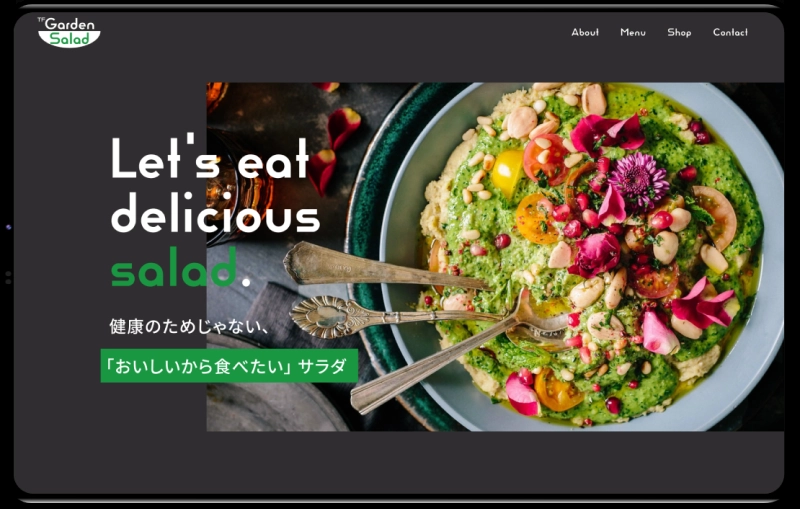 TP Garden
Salad
About Menu Shop Contact
Let's eat
delicious
salad.
健康のためじゃない、
「おいしいから食べたい」サラダ